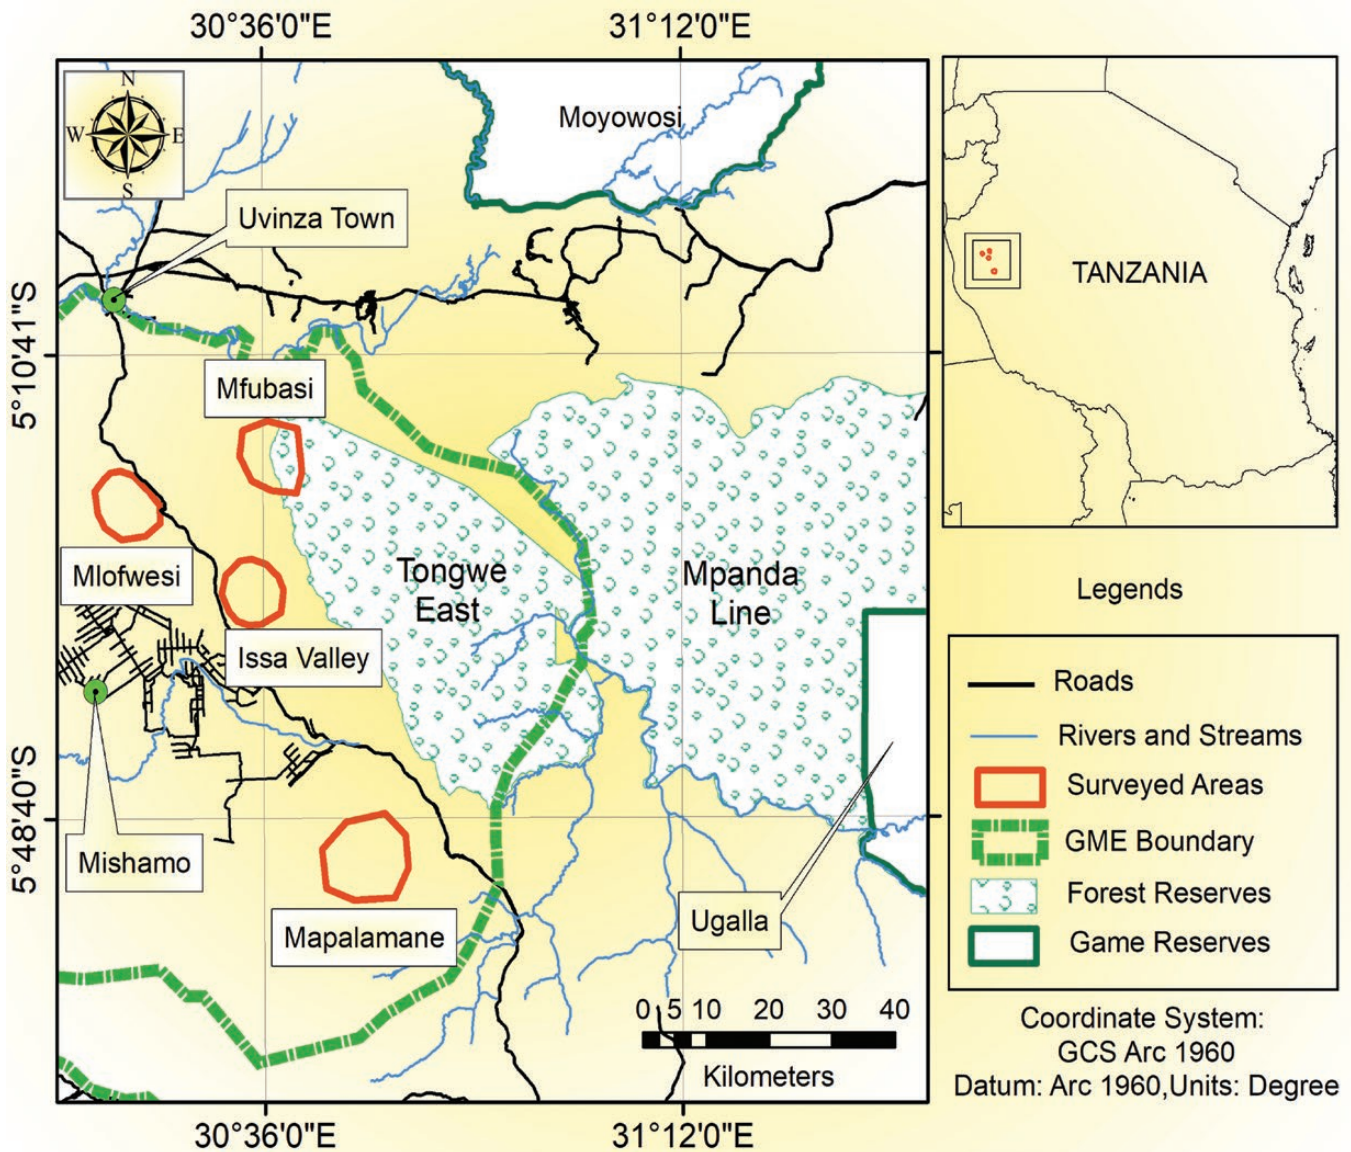 30°36'0"E
31°12'0"E
N
W
E
S
Moyowosi
Uvinza Town
TANZANIA
5°10'41"S
Mfubasi
Mlofwesi
Tongwe
East
Mpanda
Line
Issa Valley
Legends
Roads
Rivers and Streams
Surveyed Areas
GME Boundary
Forest Reserves
Game Reserves
5°48'40"S
Mishamo
Ugalla
Mapalamane
0 5 10 20 30 40
Kilometers
Coordinate System:
GCS Arc 1960
Datum: Arc 1960,Units: Degree
30°36'0"E
31°12'0"E